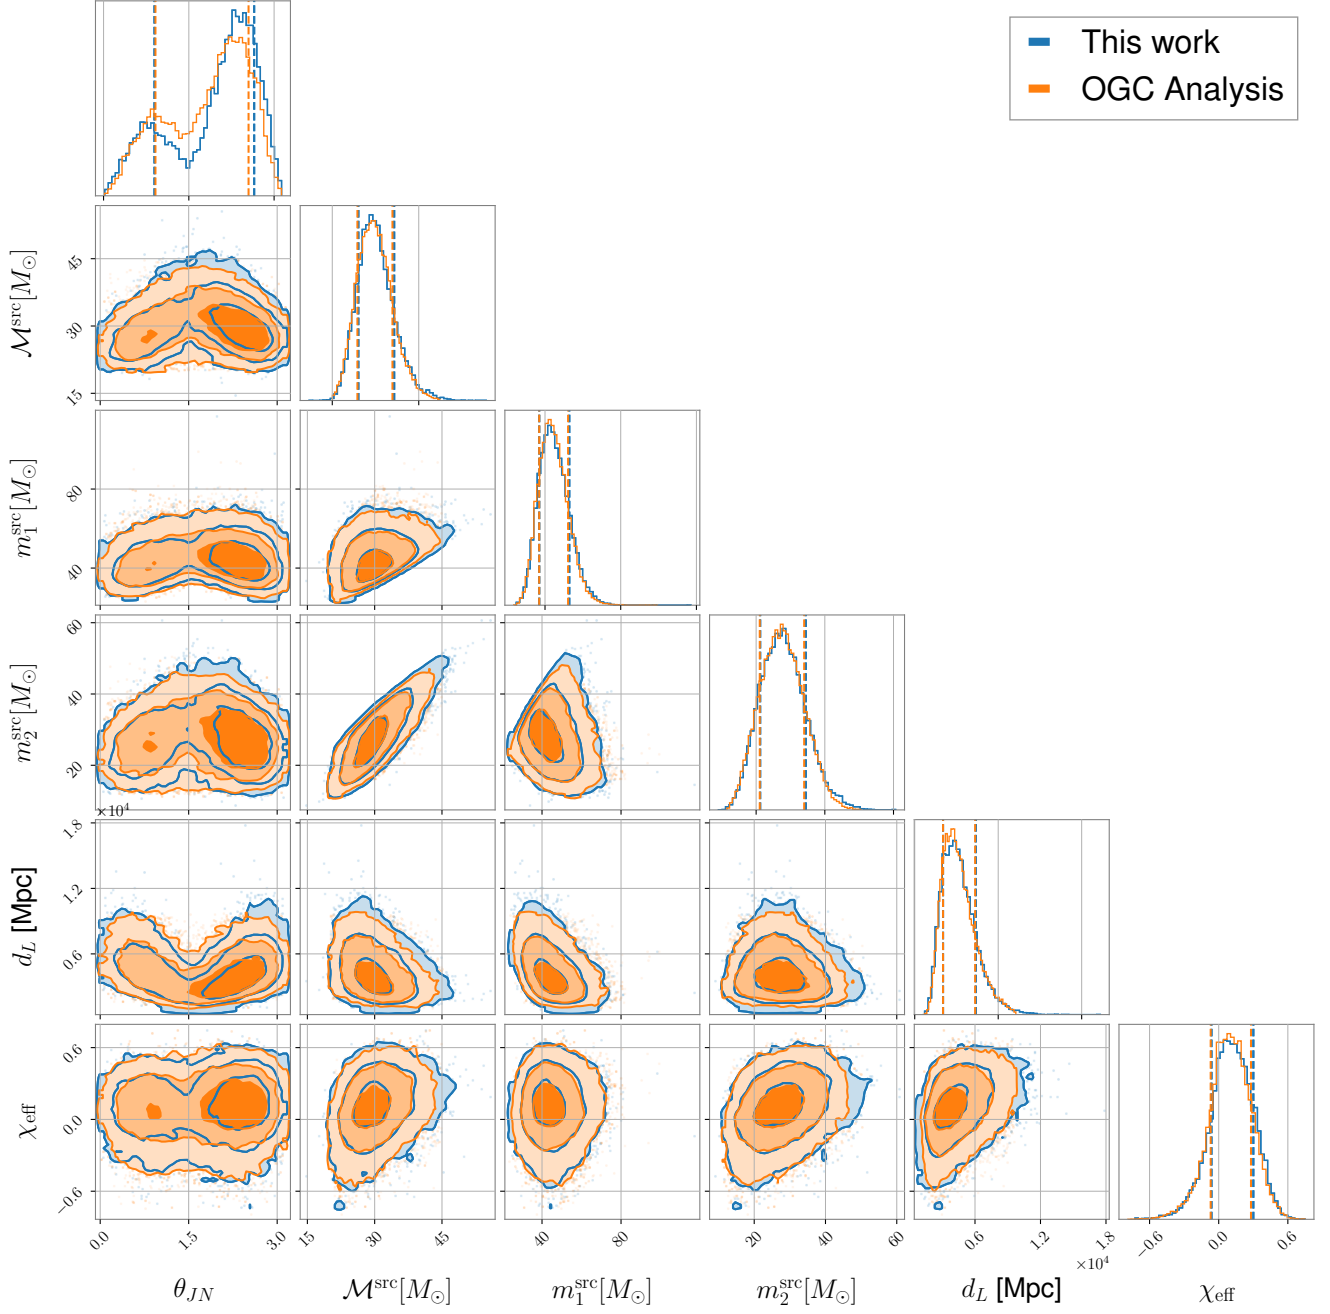 This work
OGC Analysis
45
30
15
ℳ^src[M_⊙]
80
40
m_1^src[M_⊙]
60
40
20
m_2^src[M_⊙]
×10^4
1.8
1.2
0.6
d_L [Mpc]
0.6
0.0
−0.6
χ_eff
0.0 1.5 3.0 15 30 45 40 80 20 40 60 0.6 1.2 1.8 −0.6 0.0 0.6
×10^4
θ_JN ℳ^src[M_⊙] m_1^src[M_⊙] m_2^src[M_⊙] d_L [Mpc] χ_eff